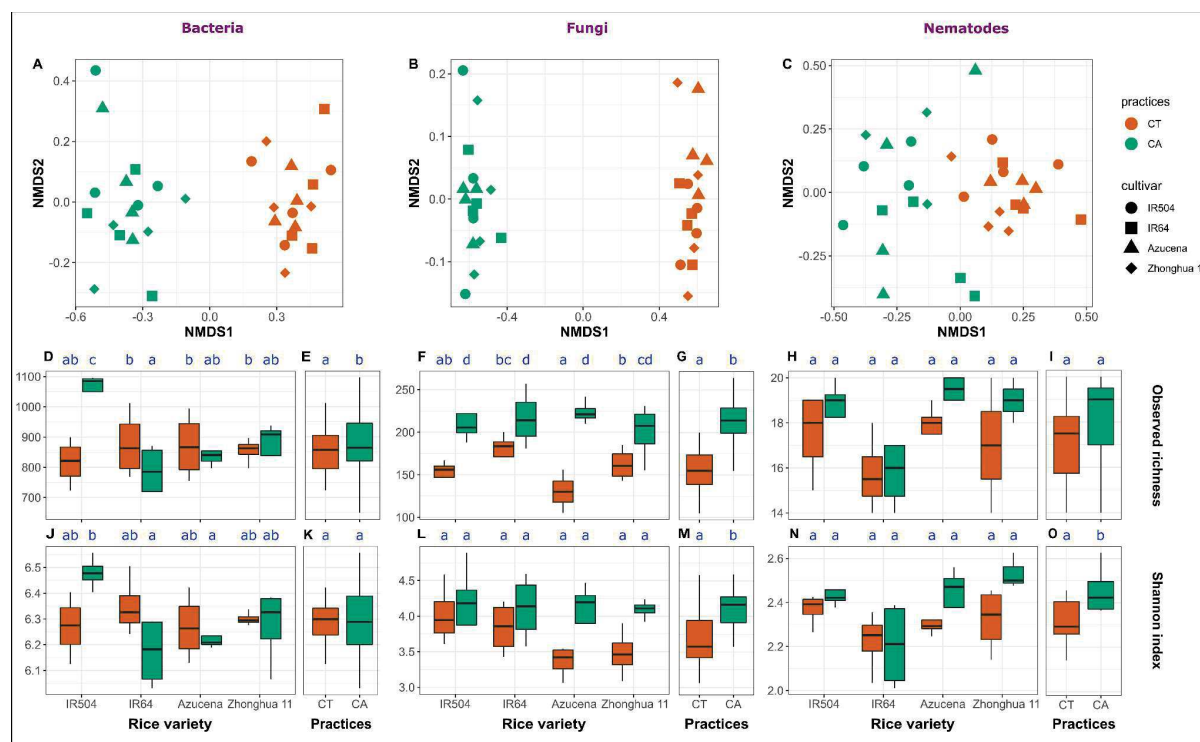 Bacteria Fungi Nematodes
A B C
0.4 0.2 0.0 -0.2
NMDS2
-0.6 -0.3 0.0 0.3
NMDS1
0.2 0.1 0.0 -0.1
NMDS2
-0.4 0.0 0.4
NMDS1
0.50 0.25 0.00 -0.25
NMDS2
-0.50 -0.25 0.00 0.25 0.50
NMDS1
practices
CT
CA
cultivar
IR504
IR64
Azucena
Zhonghua 1
D ab c b a b ab b ab E a b F ab d bc d a d b cd G a b H a a a a a a a a I a a
1100 1000 900 800 700
250 200 150 100
20 18 16 14
Observed richness
J ab b ab a ab a ab ab K a a L a a a a a a a a M a b N a a a a a a a a O a b
6.5 6.4 6.3 6.2 6.1
4.5 4.0 3.5 3.0
2.6 2.4 2.2 2.0
Shannon index
IR504 IR64 Azucena Zhonghua 11 CT CA IR504 IR64 Azucena Zhonghua 11 CT CA IR504 IR64 Azucena Zhonghua 11 CT CA
Rice variety Practices Rice variety Practices Rice variety Practices